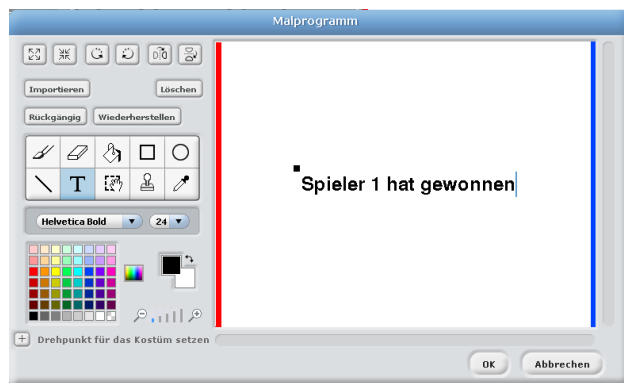 Malprogramm
Importieren
Löschen
Rückgängig
Wiederherstellen
T
Helvetica Bold
24
Spieler 1 hat gewonnen
Drehpunkt für das Kostüm setzen
OK
Abbrechen